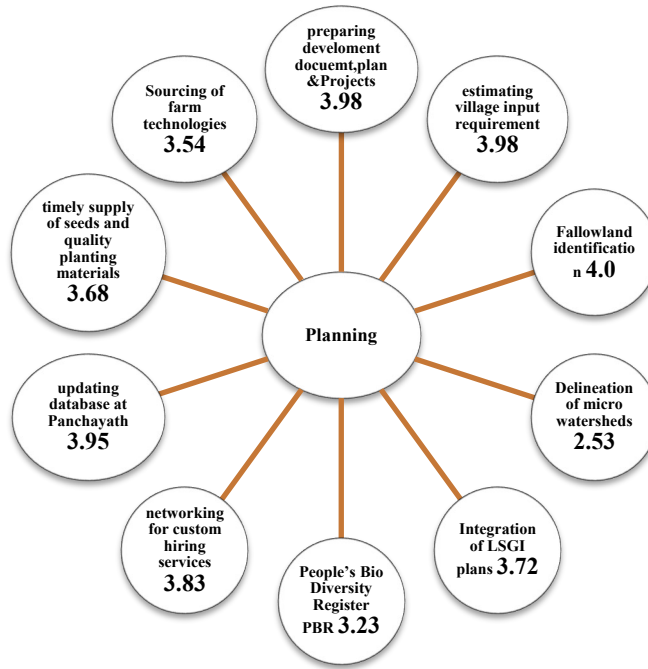 preparing
develoment
docuemt,plan
&Projects
3.98
estimating
village input
requirement
3.98
Fallowland
identificatio
n 4.0
Delineation
of micro
watersheds
2.53
Integration
of LSGI
plans 3.72
People’s Bio
Diversity
Register
PBR 3.23
networking
for custom
hiring
services
3.83
updating
database at
Panchayath
3.95
timely supply
of seeds and
quality
planting
materials
3.68
Sourcing of
farm
technologies
3.54
Planning